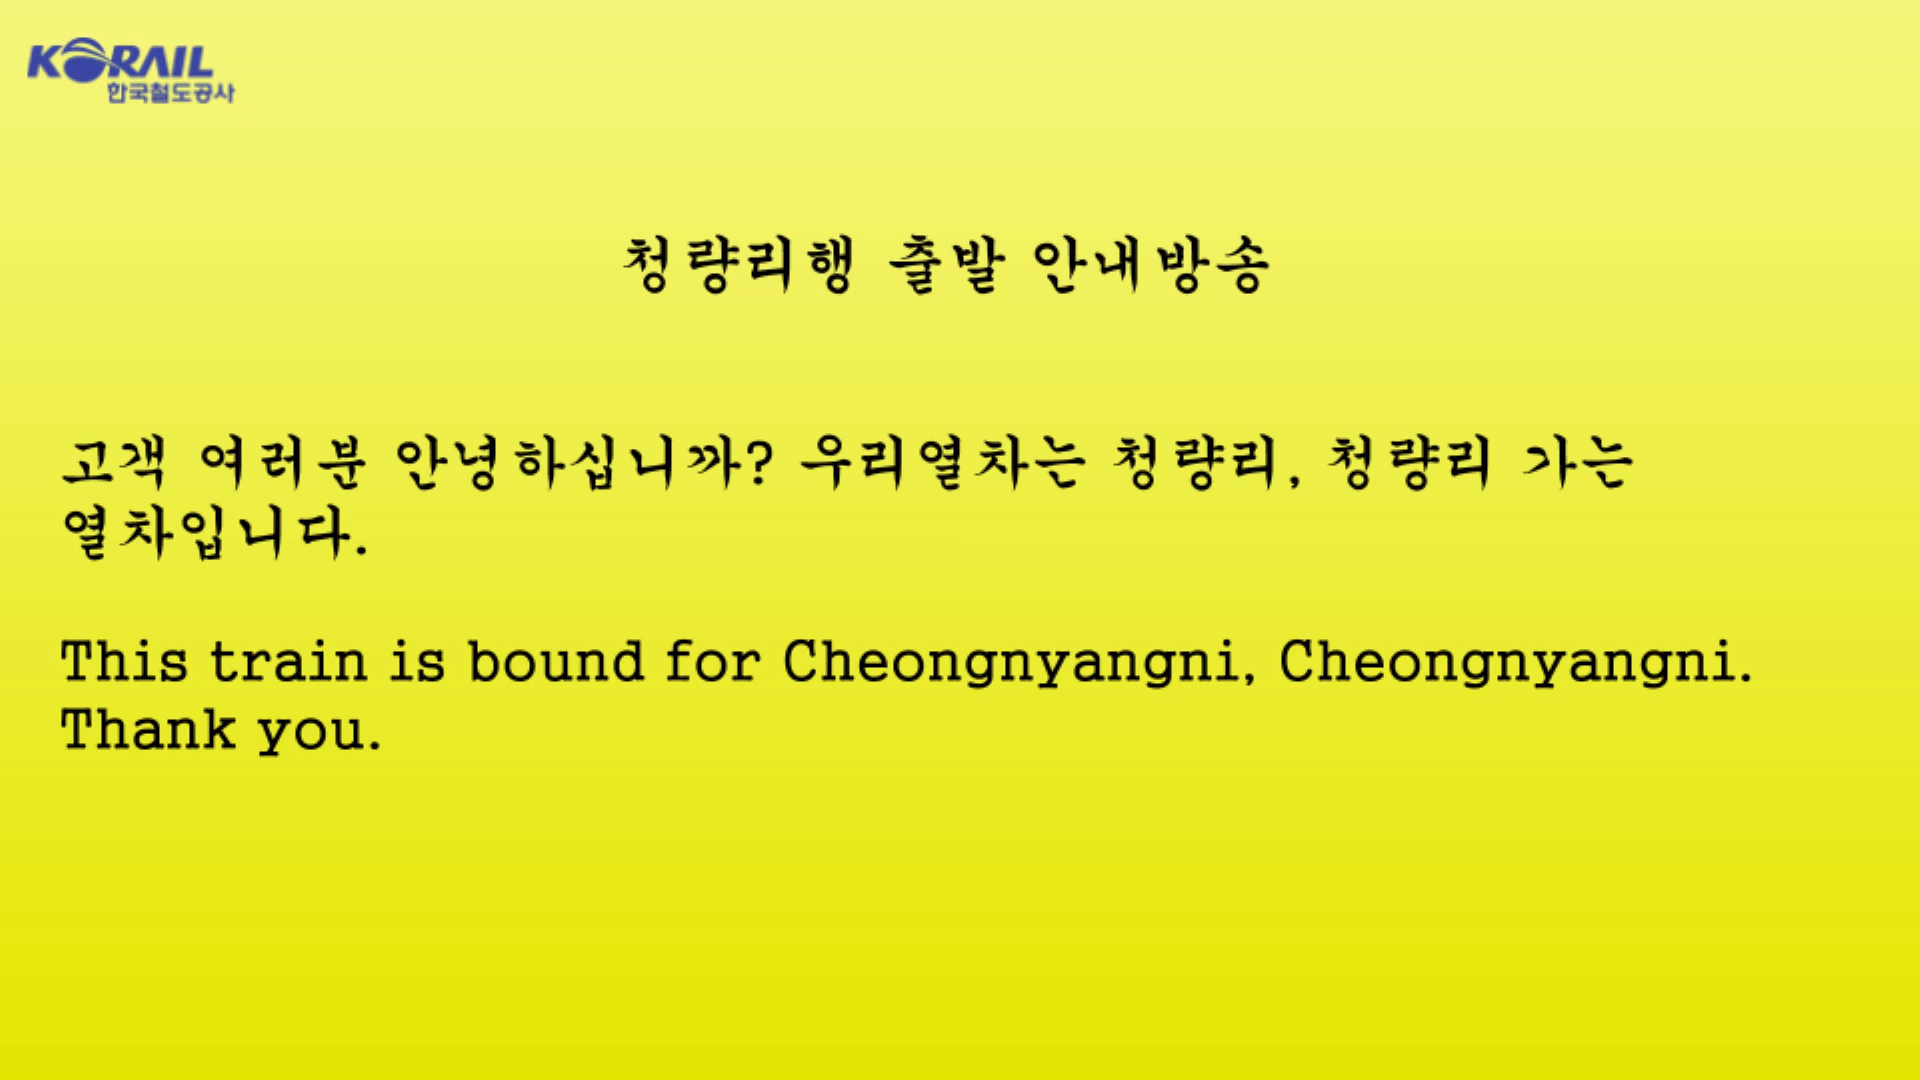 KORAIL
한국철도공사
청량리행 출발 안내방송
고객 여러분 안녕하십니까? 우리열차는 청량리, 청량리 가는
열차입니다.
This train is bound for Cheongnyangni, Cheongnyangni.
Thank you.